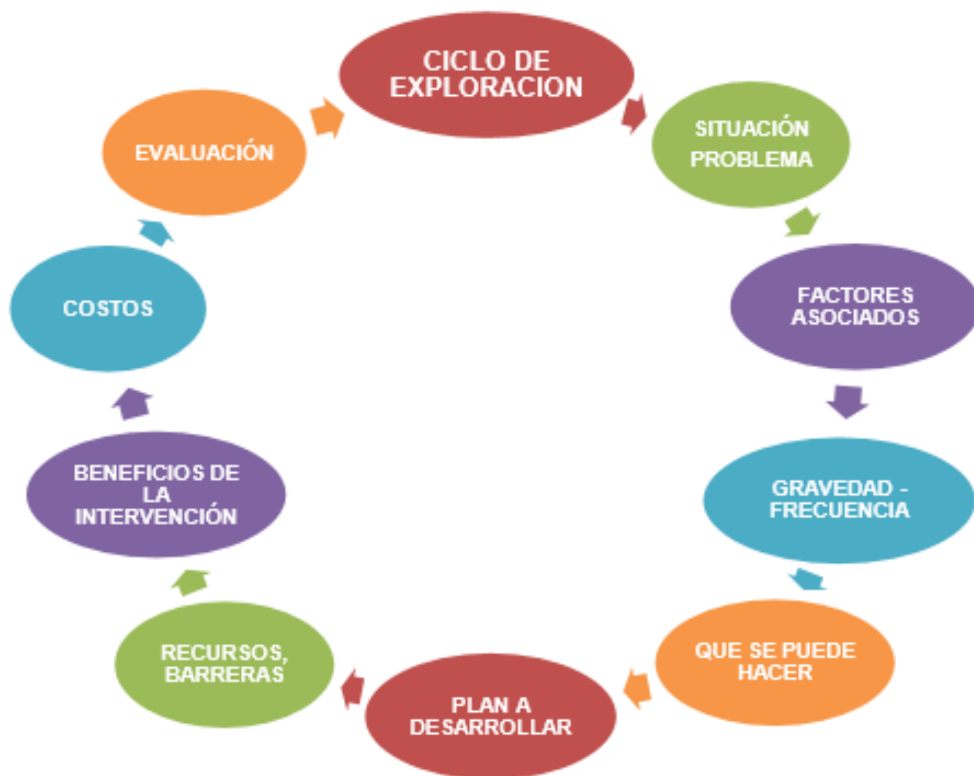 CICLO DE
EXPLORACION
SITUACIÓN
PROBLEMA
FACTORES
ASOCIADOS
GRAVEDAD -
FRECUENCIA
QUE SE PUEDE
HACER
PLAN A
DESARROLLAR
RECURSOS,
BARRERAS
BENEFICIOS DE
LA
INTERVENCIÓN
COSTOS
EVALUACIÓN